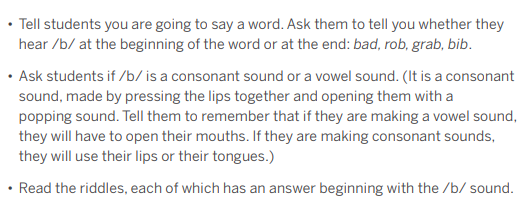 • Tell students you are going to say a word. Ask them to tell you whether they
hear /b/ at the beginning of the word or at the end: bad, rob, grab, bib.
• Ask students if /b/ is a consonant sound or a vowel sound. (It is a consonant
sound, made by pressing the lips together and opening them with a
popping sound. Tell them to remember that if they are making a vowel sound,
they will have to open their mouths. If they are making consonant sounds,
they will use their lips or their tongues.)
• Read the riddles, each of which has an answer beginning with the /b/ sound.